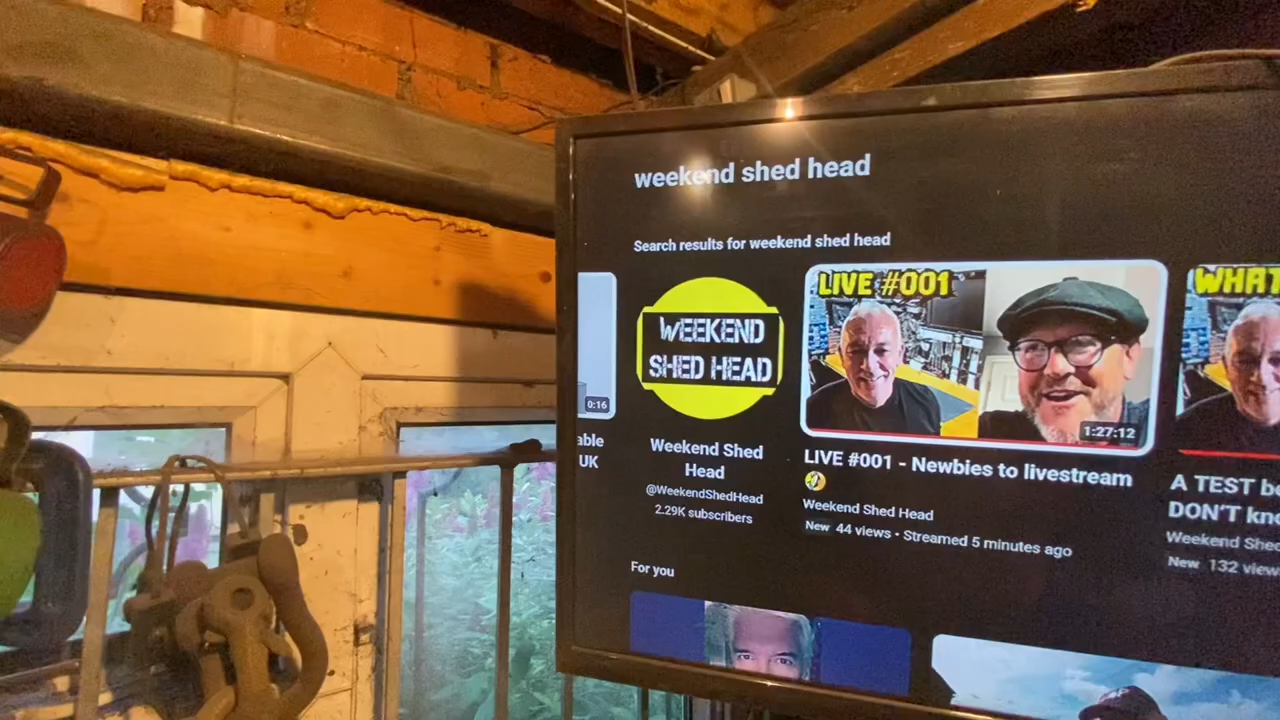 weekend shed head
Search results for weekend shed head
LIVE #001
WHAT
WEEKEND
SHED HEAD
0:16
1:27:12
able
UK
Weekend Shed
Head
@WeekendShedHead
2.29K subscribers
LIVE #001 - Newbies to livestream
Weekend Shed Head
New 44 views • Streamed 5 minutes ago
A TEST b
DON'T kn
Weekend Shed
New 132 view
For you